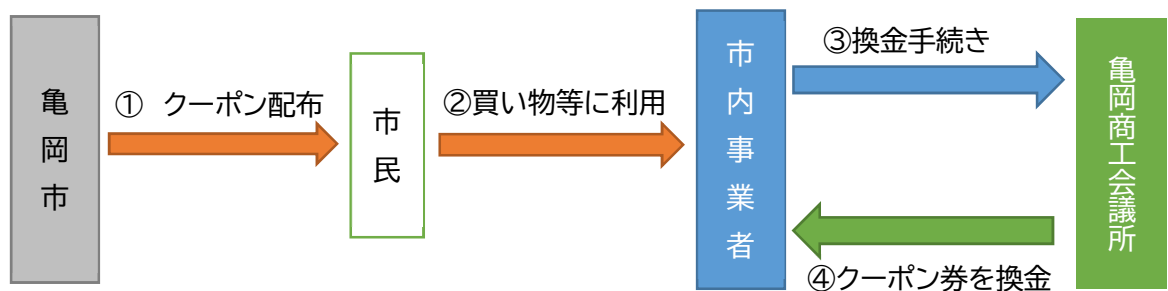 亀岡市
① クーポン配布
市民
②買い物等に利用
市内事業者
③換金手続き
亀岡商工会議所
④クーポン券を換金